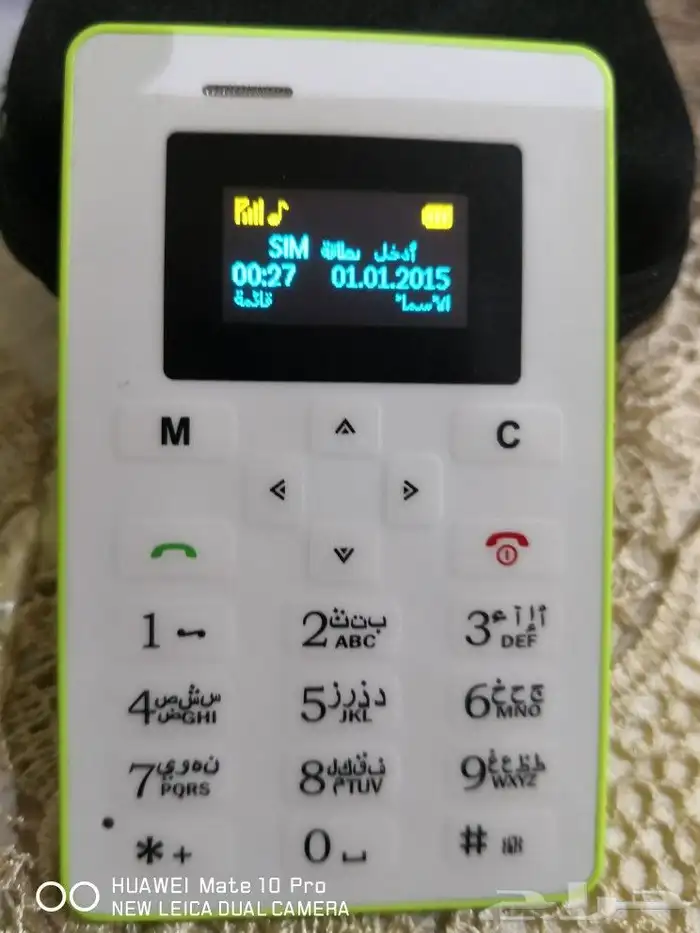 أدخل بطاقة SIM
00:27 01.01.2015
قائمة الأسماء
M C
1
2 ب ت ث ABC
3 ء أ إ آ DEF
4 س ش ص ض GHI
5 د ذ ر ز JKL
6 ج ح خ MNO
7 ن ه و ي PQRS
8 ف ق ك ل م TUV
9 ط ظ ع غ WXYZ
* +
0
#
HUAWEI Mate 10 Pro
NEW LEICA DUAL CAMERA
حراج